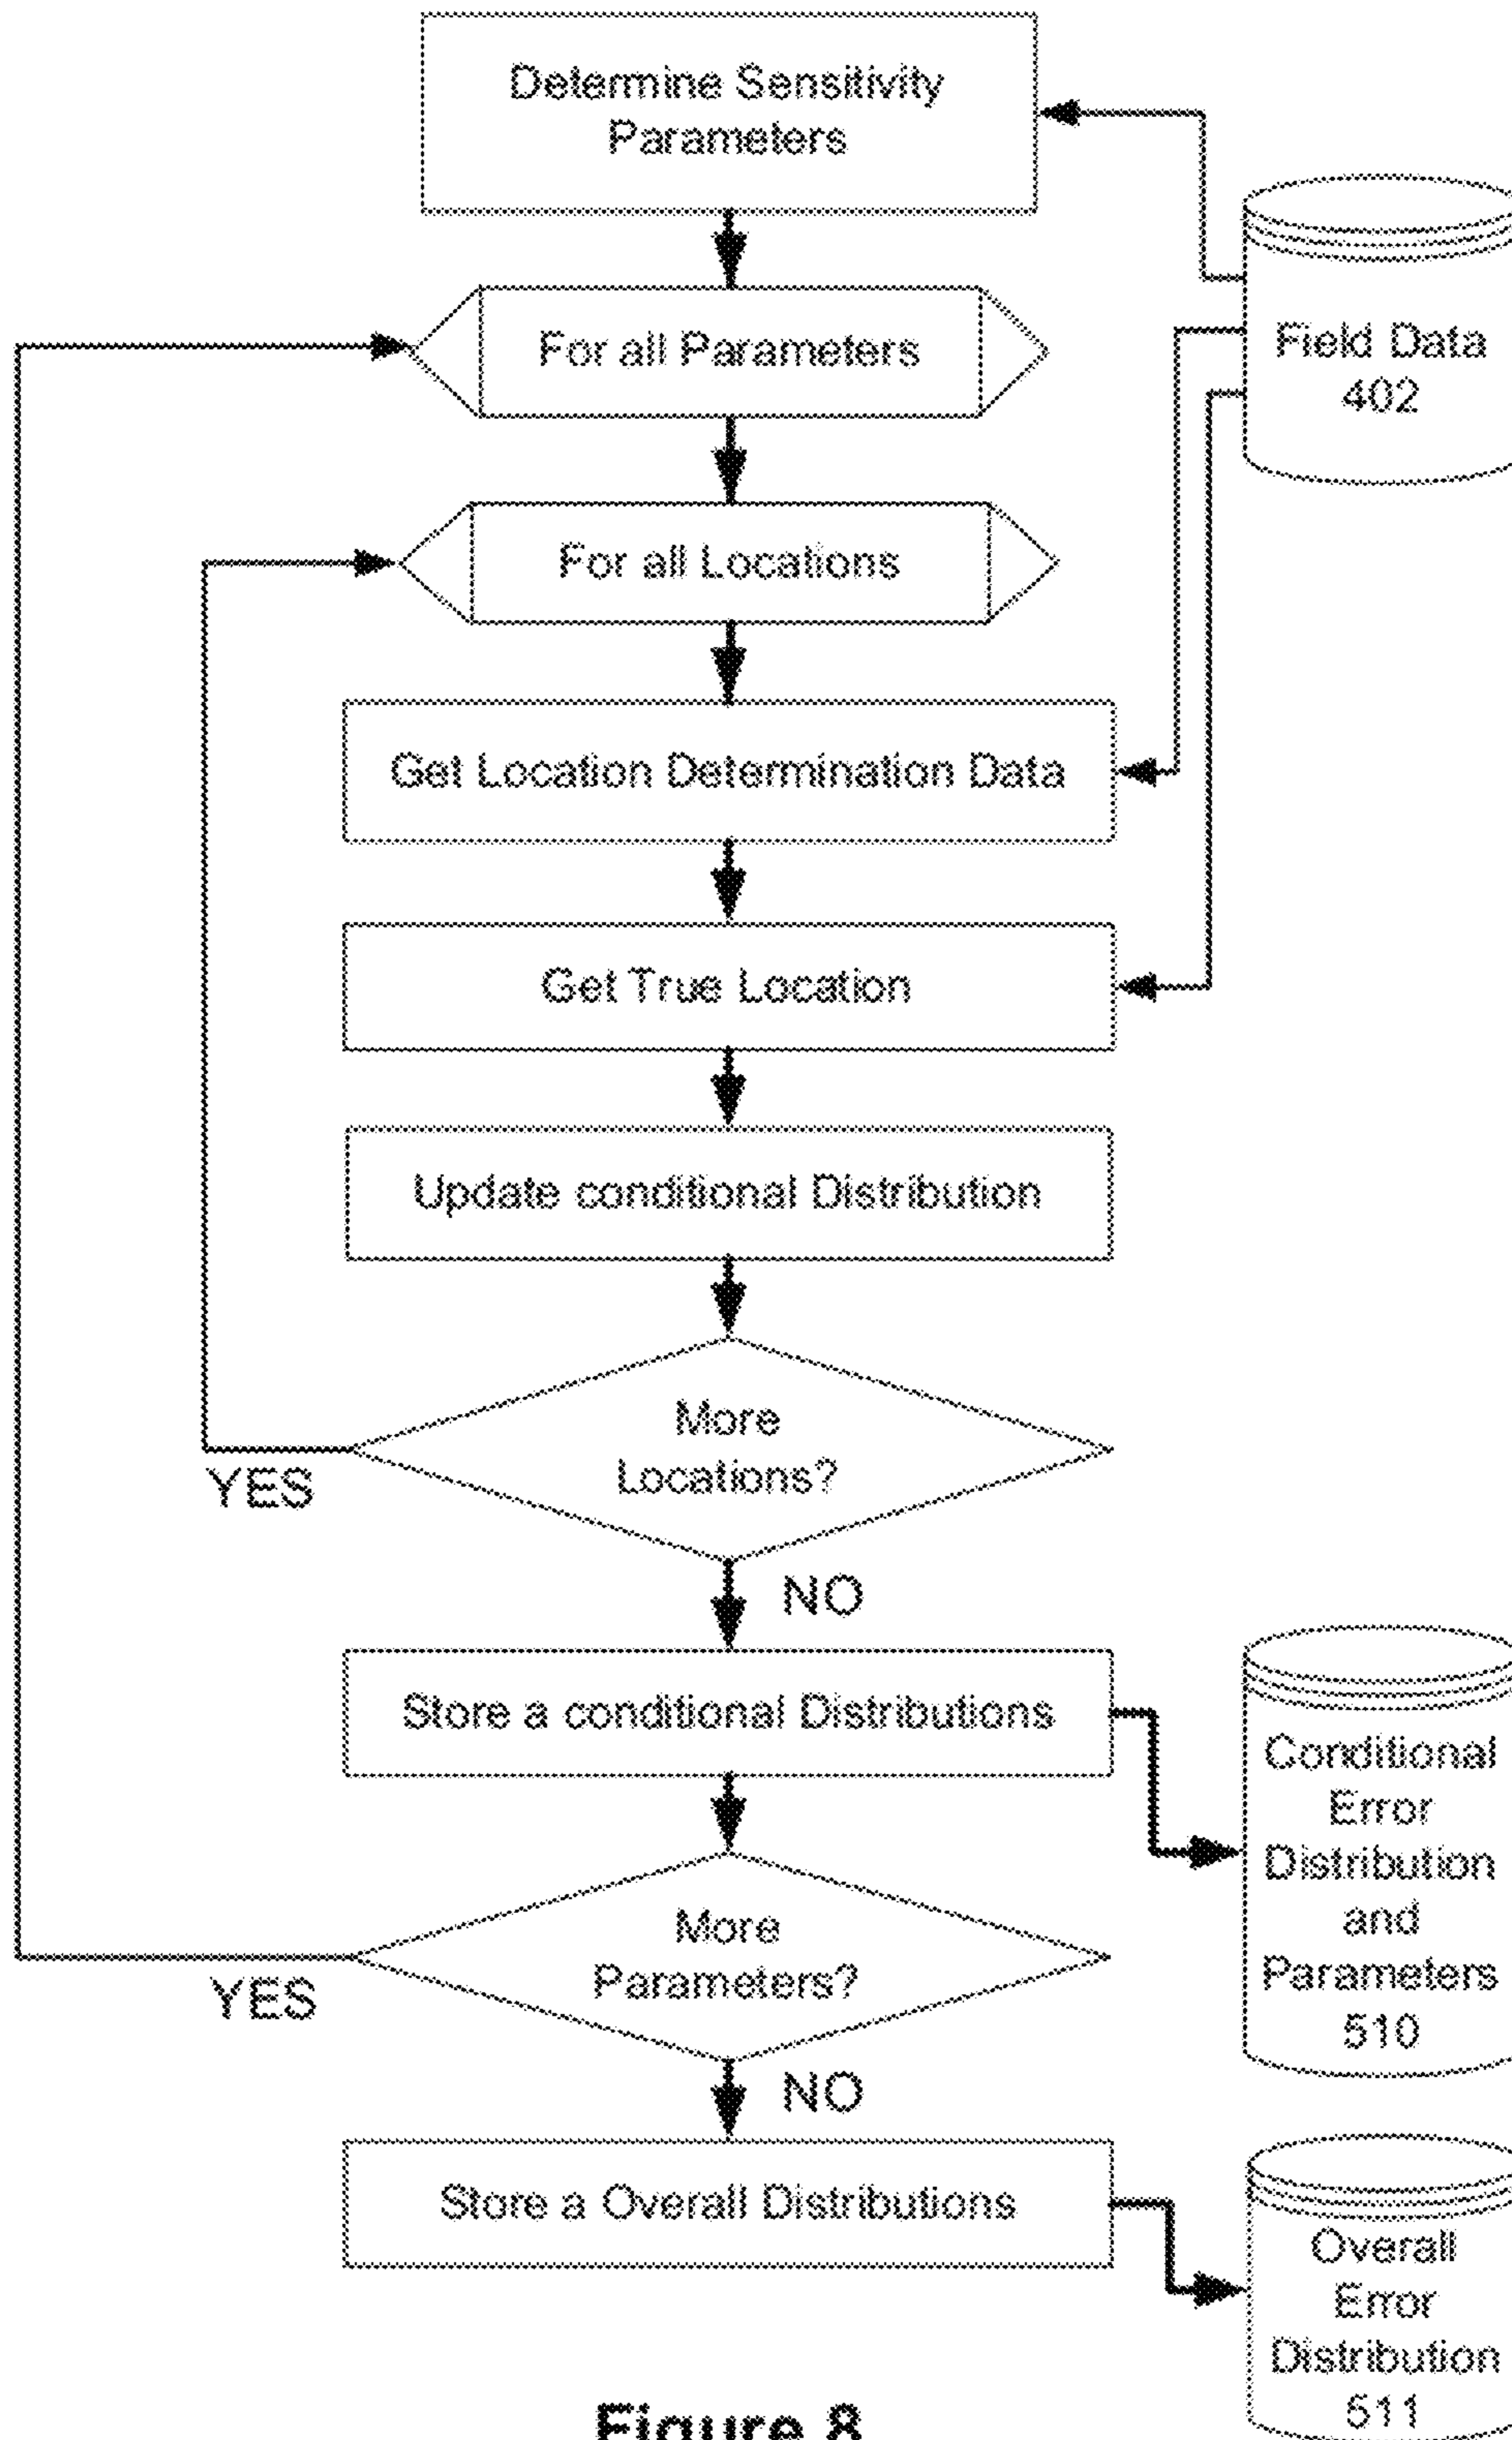 Determine Sensitivity
Parameters
For all Parameters
Field Data
402
For all Locations
Get Location Determination Data
Get True Location
Update conditional Distribution
More
Locations?
YES
NO
Store a conditional Distributions
Conditional
Error
Distribution
and
Parameters
510
More
Parameters?
YES
NO
Store a Overall Distributions
Overall
Error
Distribution
511
Figure 8